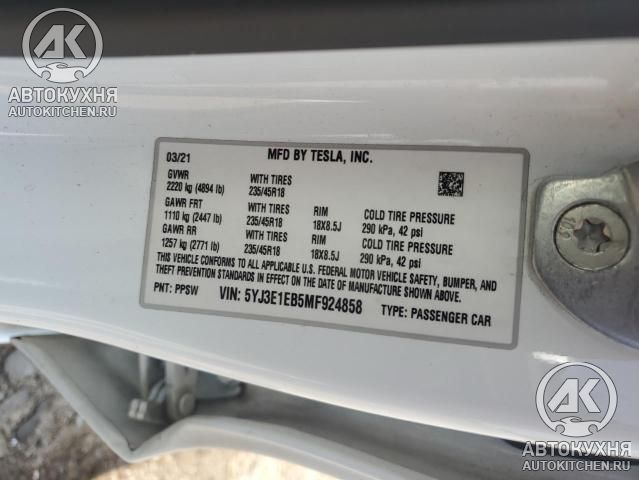 AK
АВТОКУХНЯ
AUTOKITCHEN.RU
03/21 MFD BY TESLA, INC.
GVWR WITH TIRES
2220 kg (4894 lb) 235/45R18
GAWR FRT WITH TIRES RIM COLD TIRE PRESSURE
1110 kg (2447 lb) 235/45R18 18X8.5J 290 kPa, 42 psi
GAWR RR WITH TIRES RIM COLD TIRE PRESSURE
1257 kg (2771 lb) 235/45R18 18X8.5J 290 kPa, 42 psi
THIS VEHICLE CONFORMS TO ALL APPLICABLE U.S. FEDERAL MOTOR VEHICLE SAFETY, BUMPER, AND
THEFT PREVENTION STANDARDS IN EFFECT ON THE DATE OF MANUFACTURE SHOWN ABOVE.
PNT: PPSW VIN: 5YJ3E1EB5MF924858 TYPE: PASSENGER CAR
AK
АВТОКУХНЯ
AUTOKITCHEN.RU